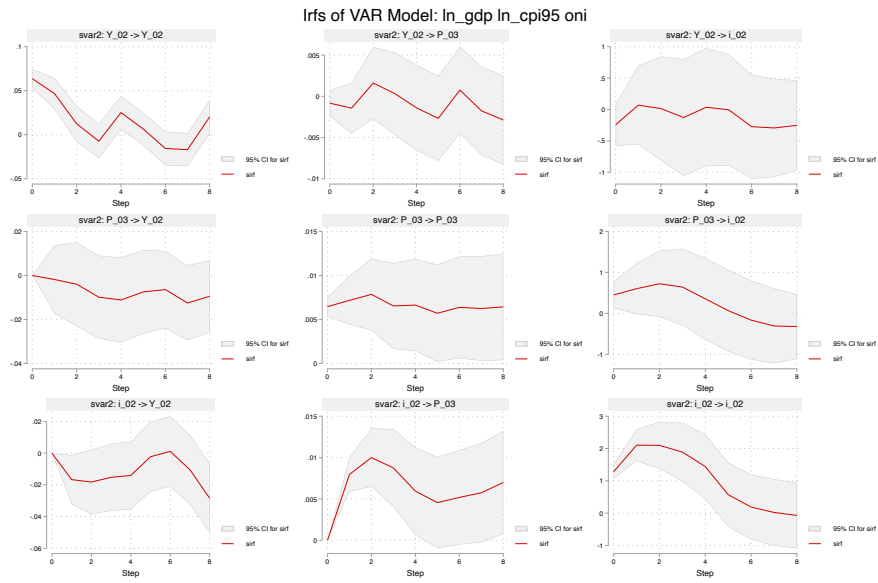 Irfs of VAR Model: ln_gdp ln_cpi95 oni
svar2: Y_02 -> Y_02
.1
.05
0
-.05
0 2 4 6 8
Step
95% CI for sirf
sirf
svar2: Y_02 -> P_03
.005
0
-.005
-.01
0 2 4 6 8
Step
95% CI for sirf
sirf
svar2: Y_02 -> i_02
1
.5
0
-.5
-1
0 2 4 6 8
Step
95% CI for sirf
sirf
svar2: P_03 -> Y_02
.02
0
-.02
-.04
0 2 4 6 8
Step
95% CI for sirf
sirf
svar2: P_03 -> P_03
.015
.01
.005
0
0 2 4 6 8
Step
95% CI for sirf
sirf
svar2: P_03 -> i_02
2
1
0
-1
0 2 4 6 8
Step
95% CI for sirf
sirf
svar2: i_02 -> Y_02
.02
0
-.02
-.04
-.06
0 2 4 6 8
Step
95% CI for sirf
sirf
svar2: i_02 -> P_03
.015
.01
.005
0
0 2 4 6 8
Step
95% CI for sirf
sirf
svar2: i_02 -> i_02
3
2
1
0
-1
0 2 4 6 8
Step
95% CI for sirf
sirf